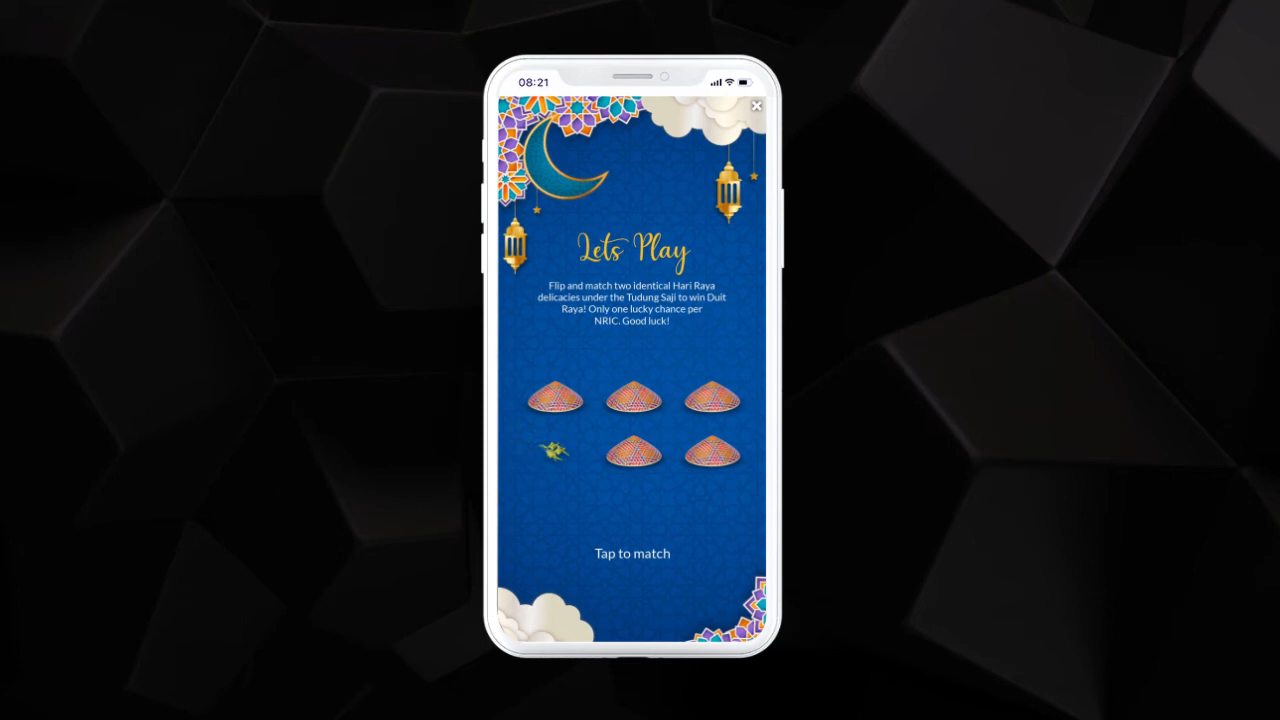 08:21
Lets Play
Flip and match two identical Hari Raya
delicacies under the Tudung Saji to win Duit
Raya! Only one lucky chance per
NRIC. Good luck!
Tap to match